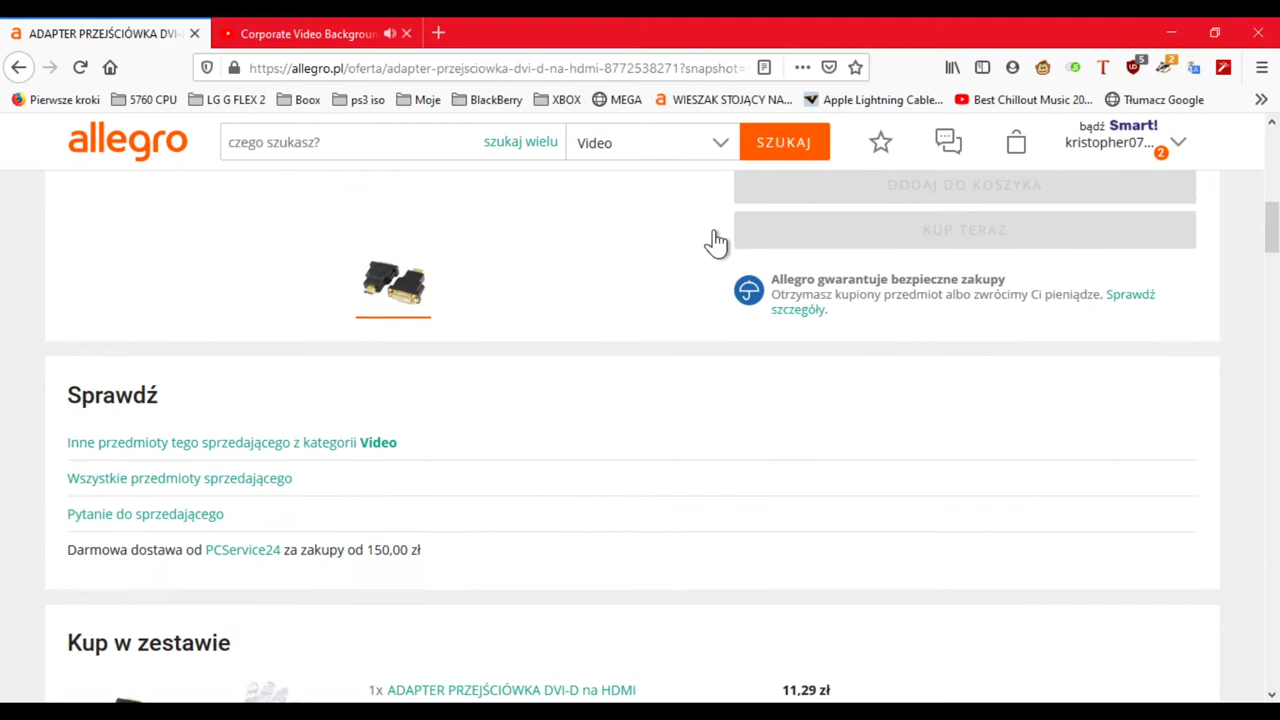 ADAPTER PRZEJŚCIÓWKA DVI-
Corporate Video Backgroun
https://allegro.pl/oferta/adapter-przejsciowka-dvi-d-na-hdmi-8772538271?snapshot=
5
2
Pierwsze kroki
5760 CPU
LG G FLEX 2
Boox
ps3 iso
Moje
BlackBerry
XBOX
MEGA
WIESZAK STOJĄCY NA...
Apple Lightning Cable...
Best Chillout Music 20...
Tłumacz Google
allegro
czego szukasz?
szukaj wielu
Video
SZUKAJ
bądź Smart!
kristopher07...
2
DODAJ DO KOSZYKA
KUP TERAZ
Allegro gwarantuje bezpieczne zakupy
Otrzymasz kupiony przedmiot albo zwrócimy Ci pieniądze. Sprawdź
szczegóły.
Sprawdź
Inne przedmioty tego sprzedającego z kategorii Video
Wszystkie przedmioty sprzedającego
Pytanie do sprzedającego
Darmowa dostawa od PCService24 za zakupy od 150,00 zł
Kup w zestawie
1x ADAPTER PRZEJŚCIÓWKA DVI-D na HDMI
11,29 zł